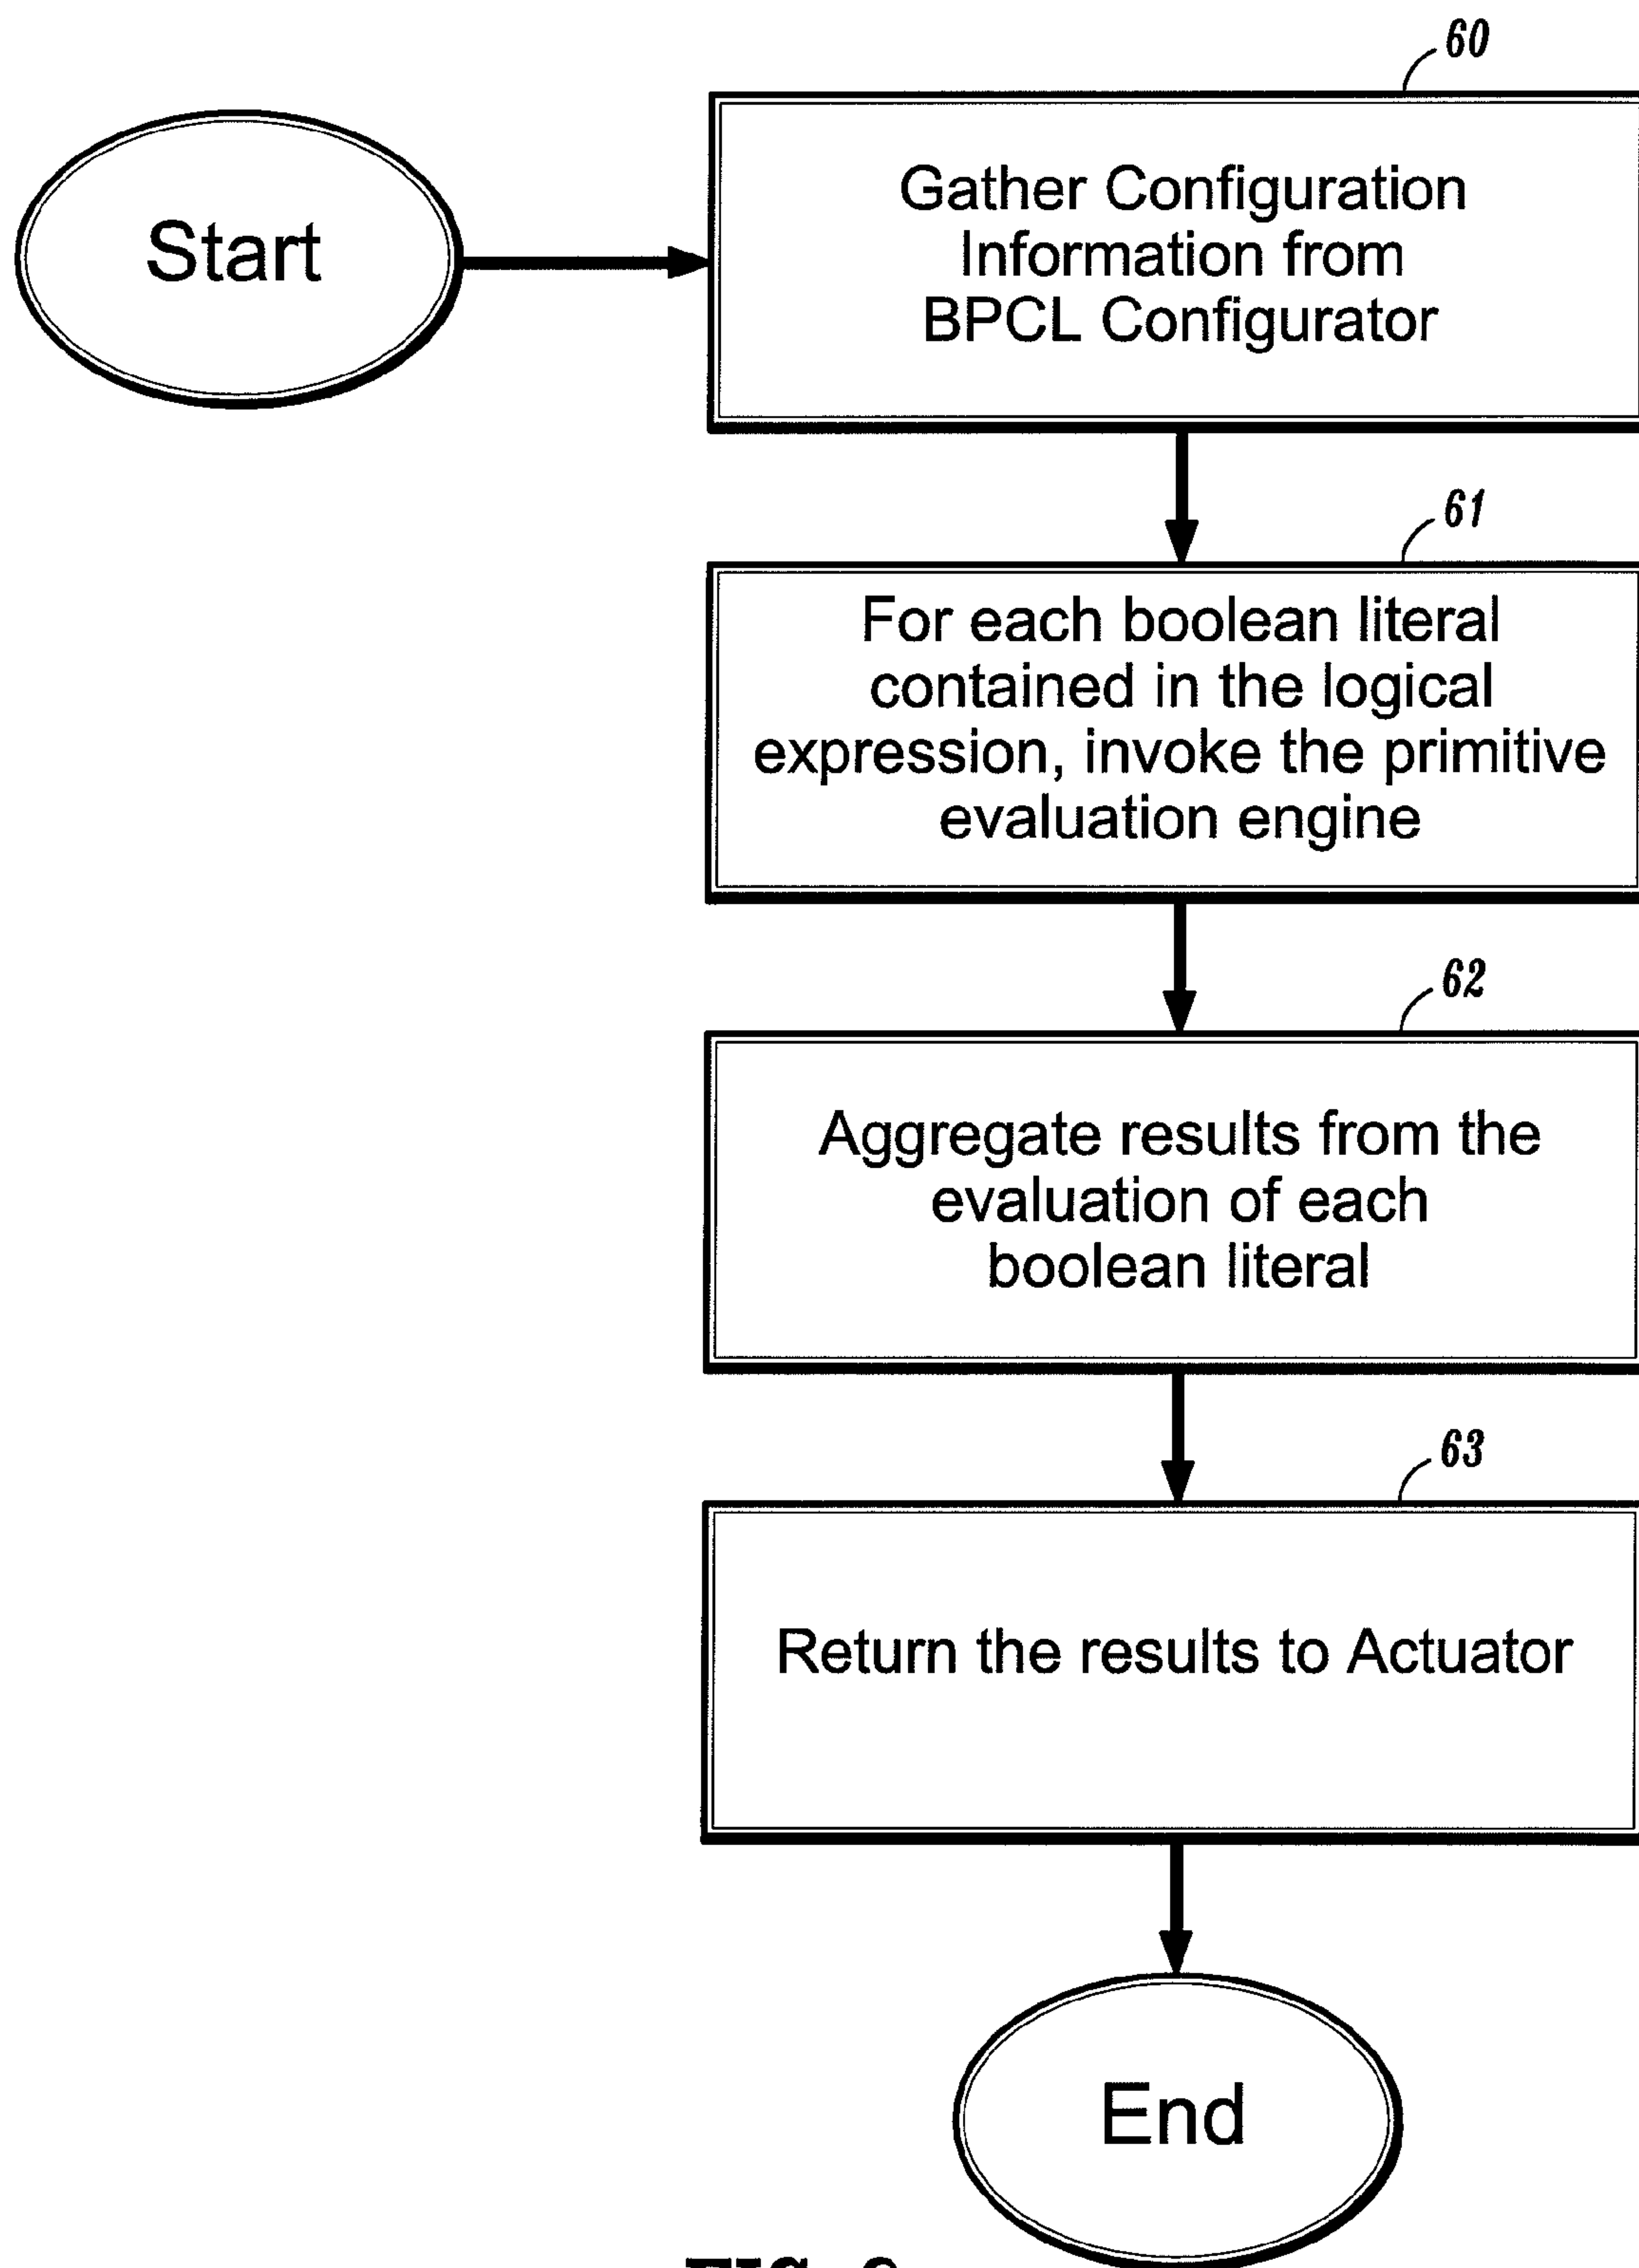 60
Start
Gather Configuration
Information from
BPCL Configurator
61
For each boolean literal
contained in the logical
expression, invoke the primitive
evaluation engine
62
Aggregate results from the
evaluation of each
boolean literal
63
Return the results to Actuator
End